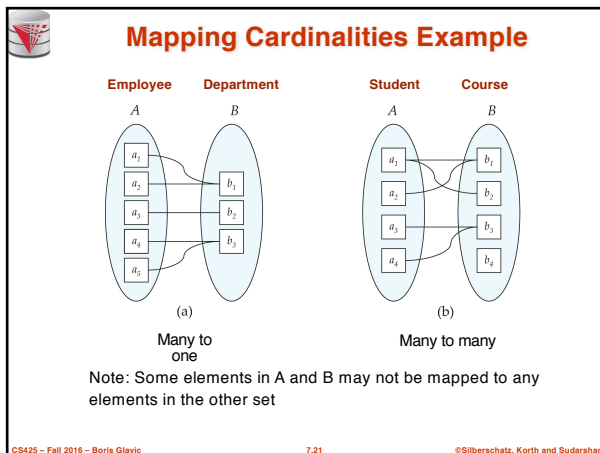 Mapping Cardinalities Example
Employee Department
A B
a1
a2
a3
a4
a5
b1
b2
b3
(a)
Many to
one
Student Course
A B
a1
a2
a3
a4
b1
b2
b3
b4
(b)
Many to many
Note: Some elements in A and B may not be mapped to any
elements in the other set
CS425 – Fall 2016 – Boris Glavic 7.21 ©Silberschatz, Korth and Sudarshan